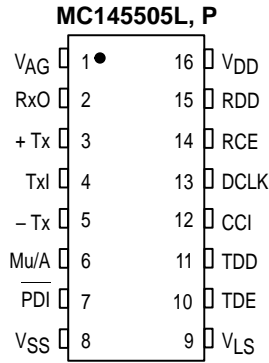 MC145505L, P
VAG 1 16 VDD
RxO 2 15 RDD
+ Tx 3 14 RCE
TxI 4 13 DCLK
– Tx 5 12 CCI
Mu/A 6 11 TDD
PDI 7 10 TDE
VSS 8 9 VLS